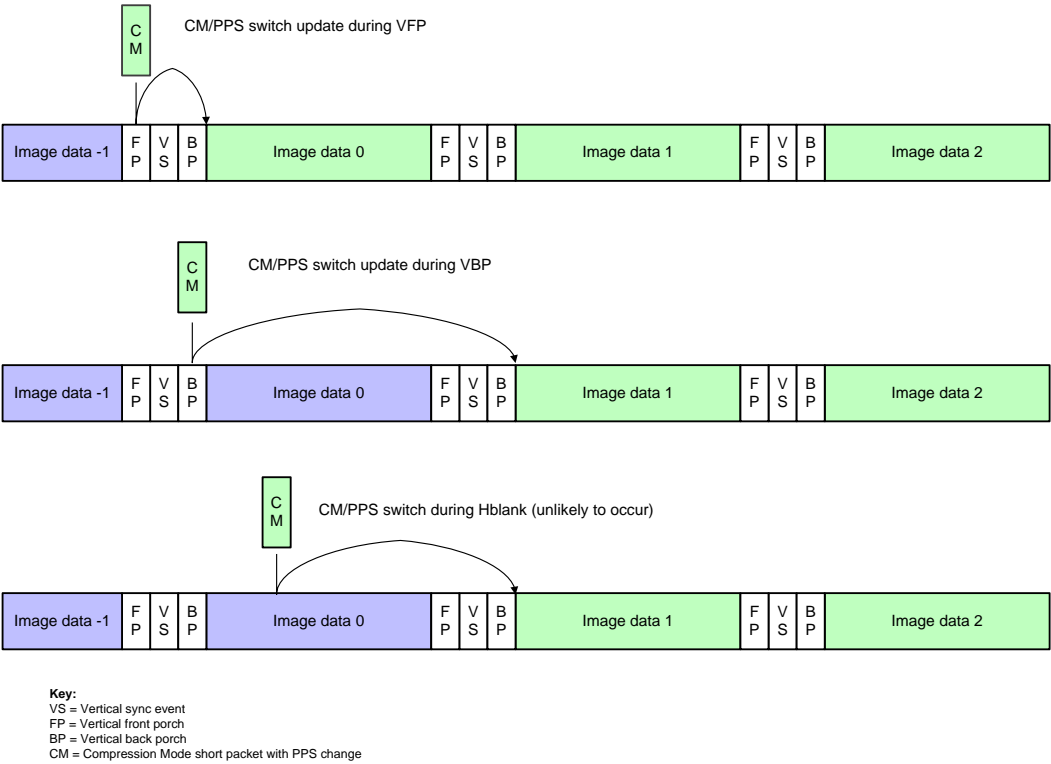 C
M
CM/PPS switch update during VFP
Image data -1 F P V S B P Image data 0 F P V S B P Image data 1 F P V S B P Image data 2
C
M
CM/PPS switch update during VBP
Image data -1 F P V S B P Image data 0 F P V S B P Image data 1 F P V S B P Image data 2
C
M
CM/PPS switch during Hblank (unlikely to occur)
Image data -1 F P V S B P Image data 0 F P V S B P Image data 1 F P V S B P Image data 2
Key:
VS = Vertical sync event
FP = Vertical front porch
BP = Vertical back porch
CM = Compression Mode short packet with PPS change